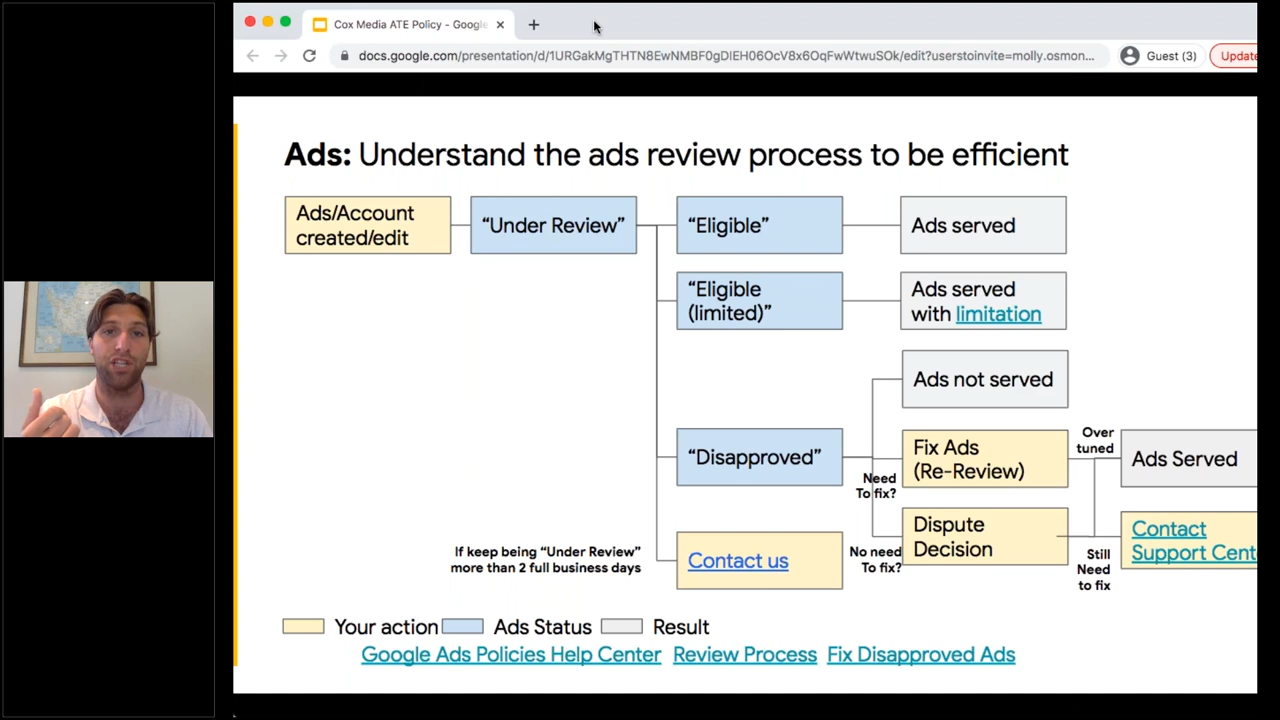 Cox Media ATE Policy - Google
docs.google.com/presentation/d/1URGakMgTHTN8EwNMBF0gDIEH06OcV8x6OqFwWtwuSOk/edit?userstoinvite=molly.osmon...
Guest (3)
Update
Ads: Understand the ads review process to be efficient
Ads/Account
created/edit
“Under Review”
“Eligible”
Ads served
“Eligible
(limited)”
Ads served
with limitation
Ads not served
“Disapproved”
Need
To fix?
Fix Ads
(Re-Review)
Over
tuned
Ads Served
If keep being “Under Review”
more than 2 full business days
Contact us
No need
To fix?
Dispute
Decision
Still
Need
to fix
Contact
Support Cent
Your action
Ads Status
Result
Google Ads Policies Help Center
Review Process
Fix Disapproved Ads